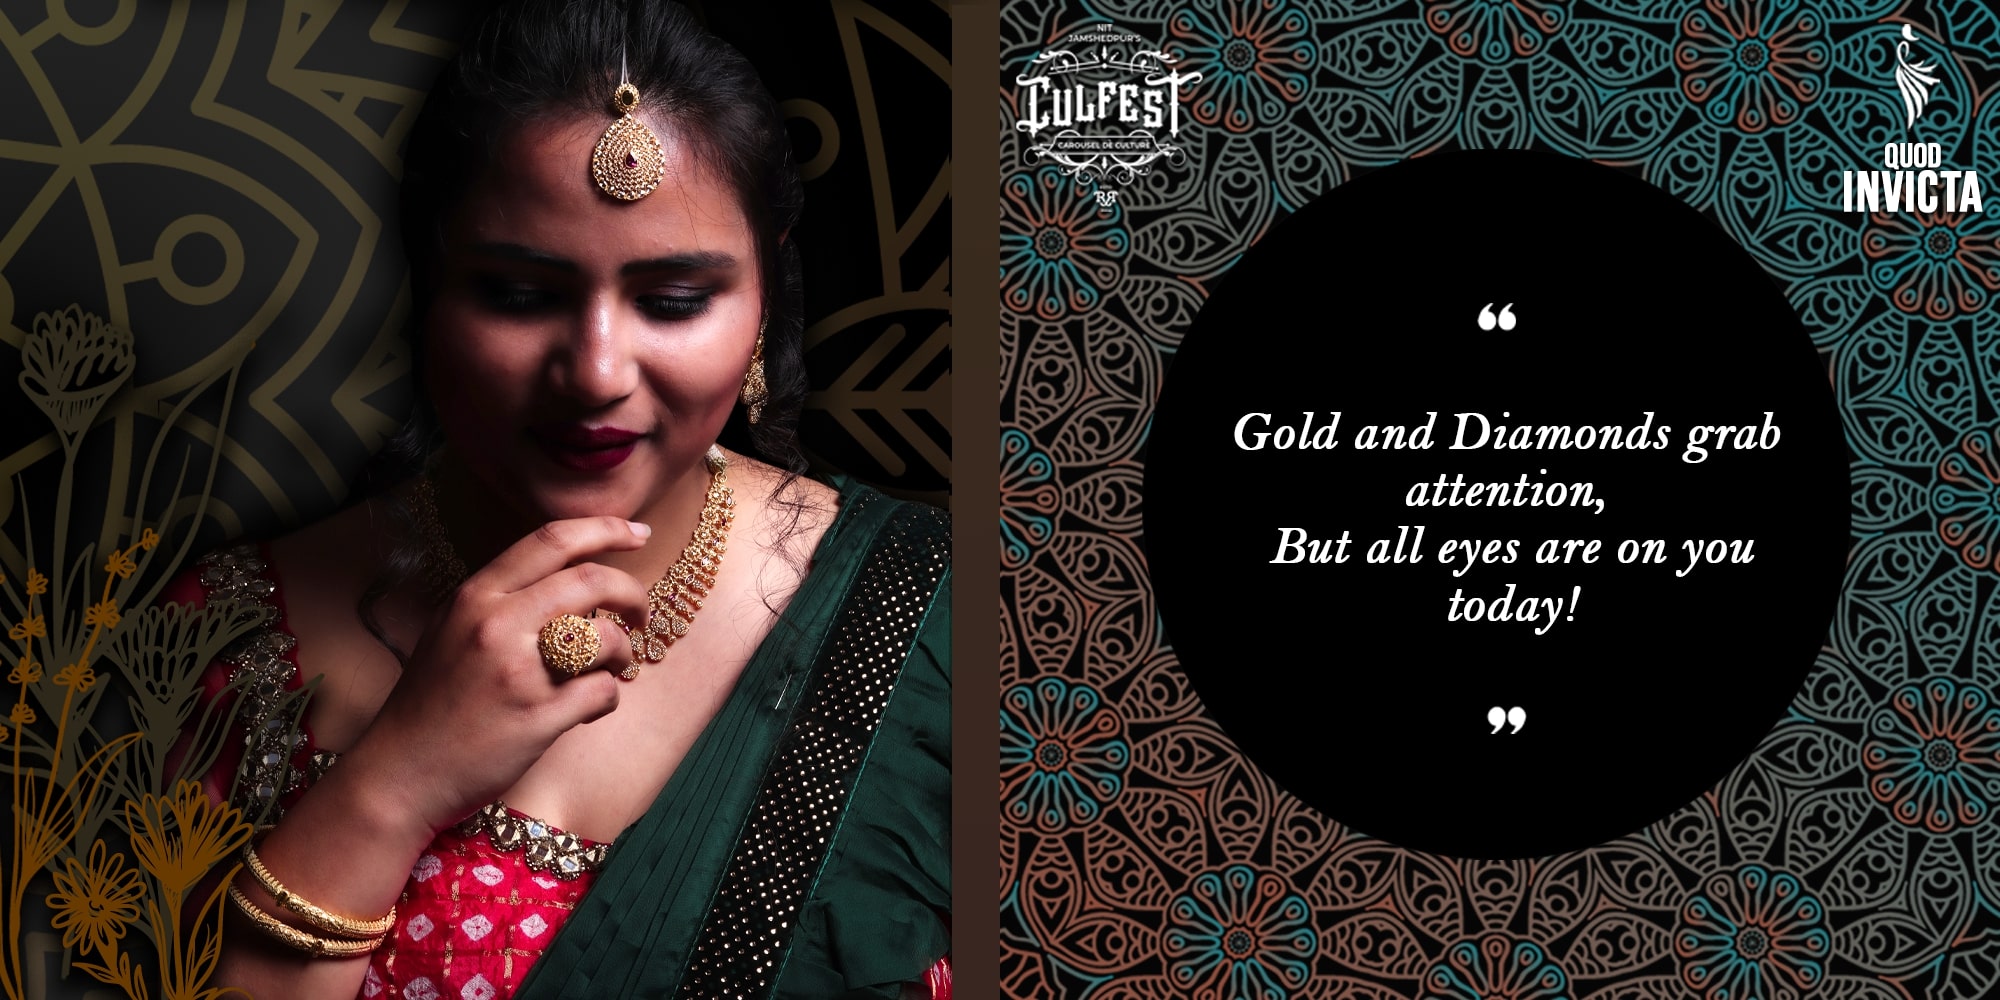 NIT
JAMSHEDPUR'S
CULFEST
CAROUSEL DE CULTURE
QUOD
INVICTA
“
Gold and Diamonds grab
attention,
But all eyes are on you
today!
”